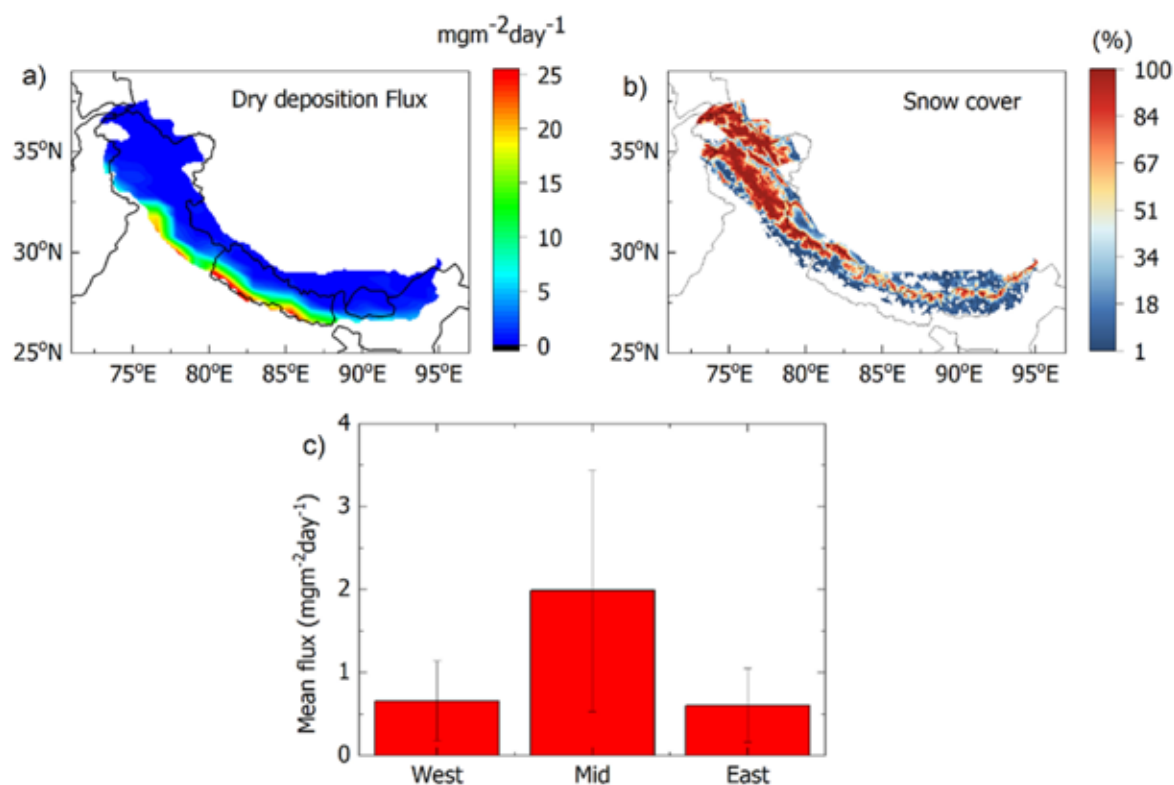 mgm⁻²day⁻¹
a)
Dry deposition Flux
35°N
30°N
25°N
75°E 80°E 85°E 90°E 95°E
25
20
15
10
5
0
(%)
b)
Snow cover
35°N
30°N
25°N
75°E 80°E 85°E 90°E 95°E
100
84
67
51
34
18
1
c)
Mean flux (mgm⁻²day⁻¹)
4
3
2
1
0
West Mid East